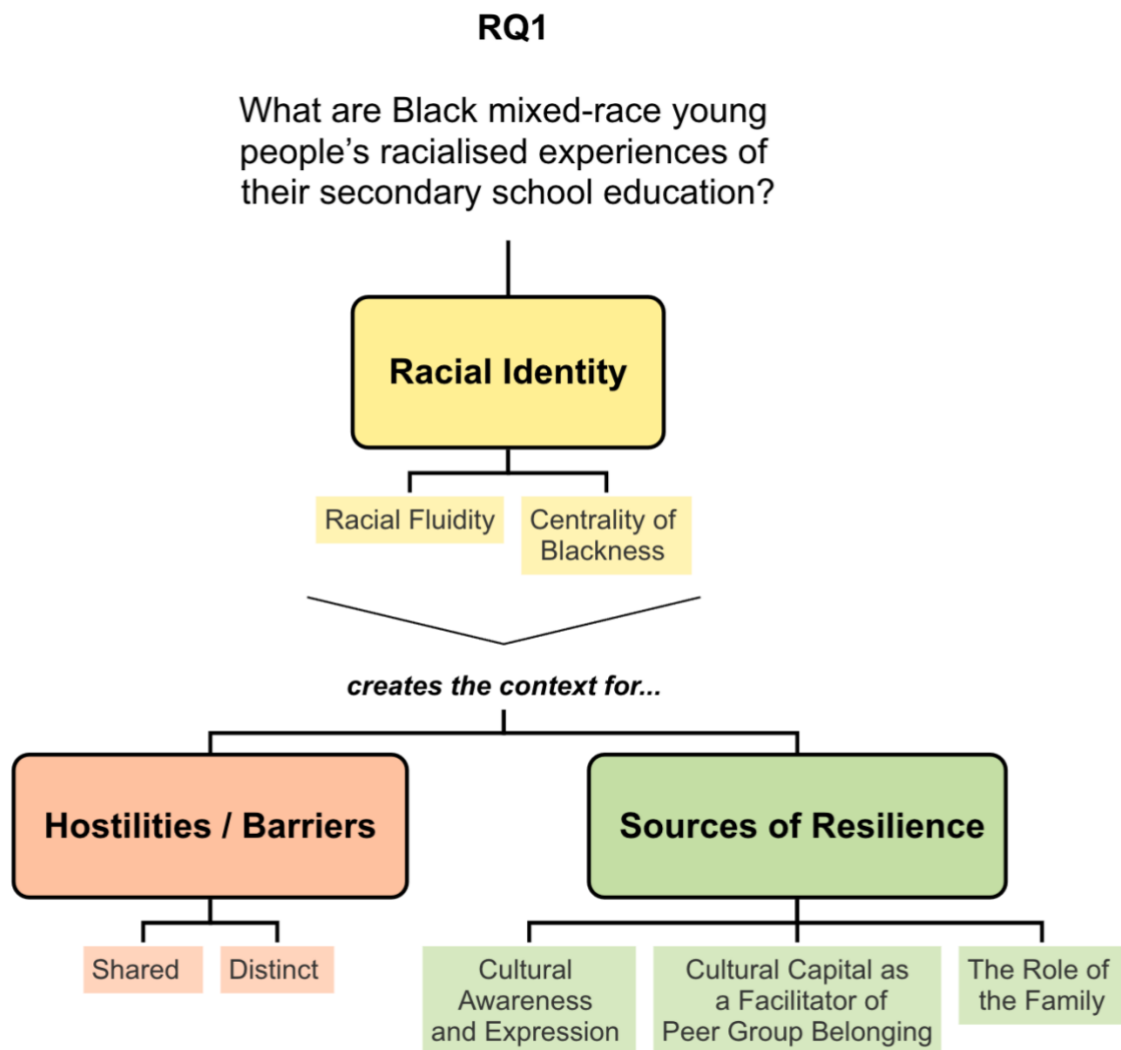 RQ1
What are Black mixed-race young
people’s racialised experiences of
their secondary school education?
Racial Identity
Racial Fluidity
Centrality of
Blackness
creates the context for...
Hostilities / Barriers
Sources of Resilience
Shared
Distinct
Cultural
Awareness
and Expression
Cultural Capital as
a Facilitator of
Peer Group Belonging
The Role of
the Family